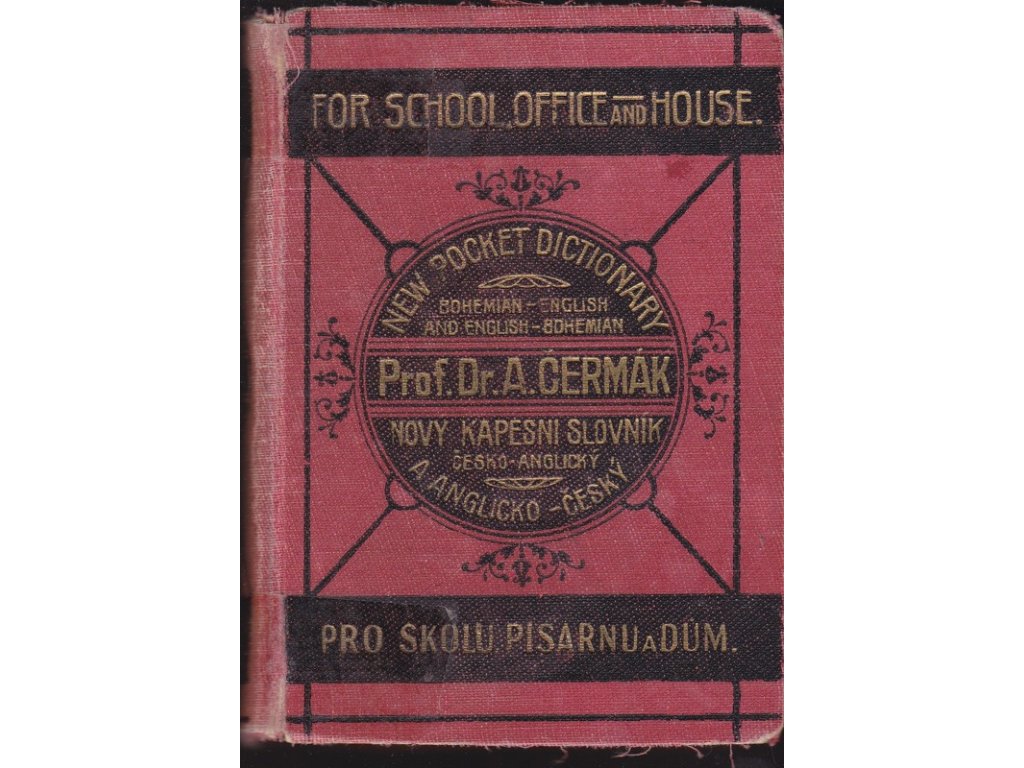 FOR SCHOOL OFFICE AND HOUSE.
NEW POCKET DICTIONARY
BOHEMIAN-ENGLISH
AND ENGLISH-BOHEMIAN
Prof. Dr. A. ČERMÁK
NOVÝ KAPESNÍ SLOVNÍK
ČESKO-ANGLICKÝ
A ANGLICKO-ČESKÝ.
PRO ŠKOLU, PÍSÁRNU A DŮM.